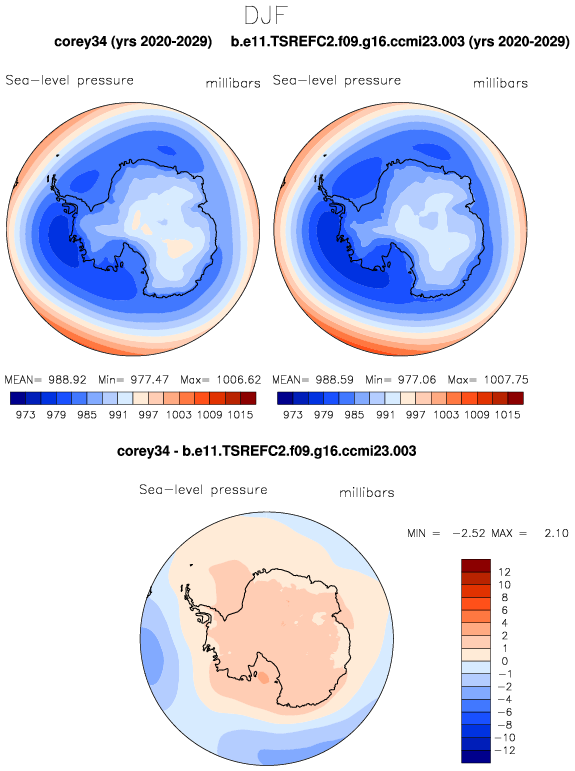 DJF
corey34 (yrs 2020-2029) b.e11.TSREFC2.f09.g16.ccmi23.003 (yrs 2020-2029)
Sea-level pressure millibars Sea-level pressure millibars
MEAN= 988.92 Min= 977.47 Max= 1006.62 MEAN= 988.59 Min= 977.06 Max= 1007.75
973 979 985 991 997 1003 1009 1015 973 979 985 991 997 1003 1009 1015
corey34 - b.e11.TSREFC2.f09.g16.ccmi23.003
Sea-level pressure millibars
MIN = -2.52 MAX = 2.10
12
10
8
6
4
2
1
0
-1
-2
-4
-6
-8
-10
-12